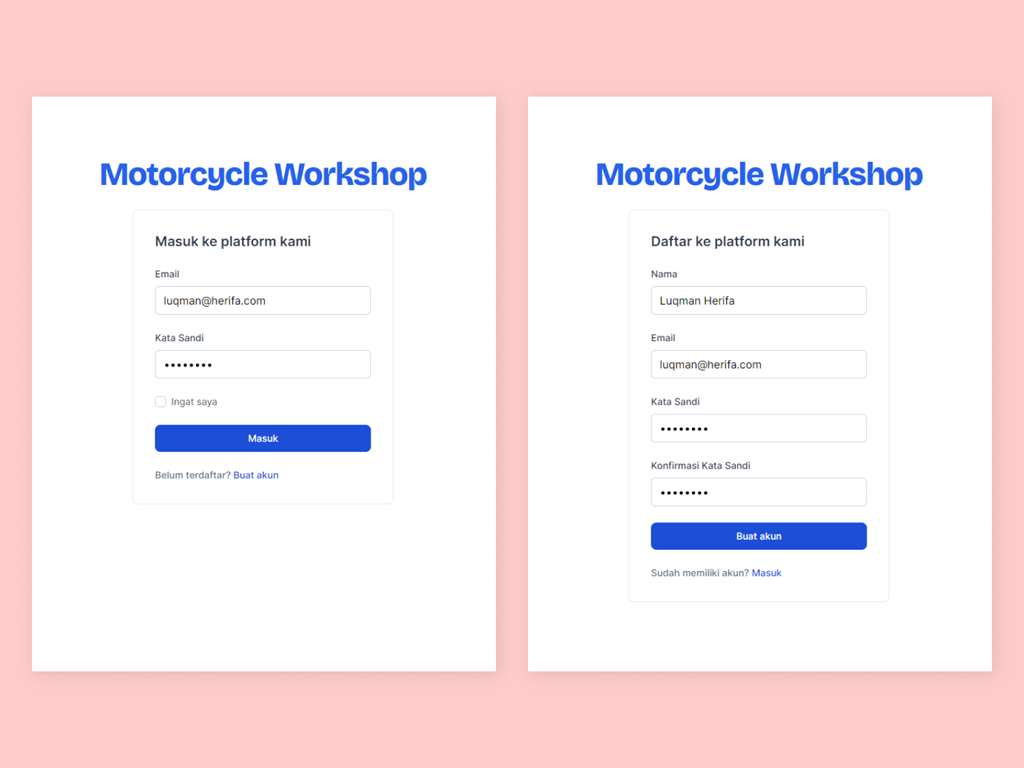 Motorcycle Workshop
Masuk ke platform kami
Email
luqman@herifa.com
Kata Sandi
••••••••
Ingat saya
Masuk
Belum terdaftar? Buat akun
Motorcycle Workshop
Daftar ke platform kami
Nama
Luqman Herifa
Email
luqman@herifa.com
Kata Sandi
••••••••
Konfirmasi Kata Sandi
••••••••
Buat akun
Sudah memiliki akun? Masuk